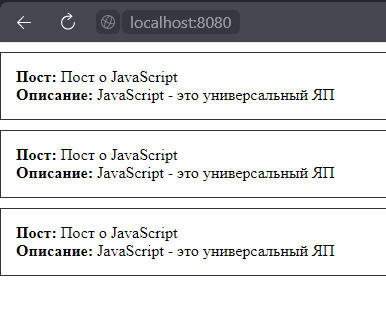 localhost:8080
Пост: Пост о JavaScript
Описание: JavaScript - это универсальный ЯП
Пост: Пост о JavaScript
Описание: JavaScript - это универсальный ЯП
Пост: Пост о JavaScript
Описание: JavaScript - это универсальный ЯП